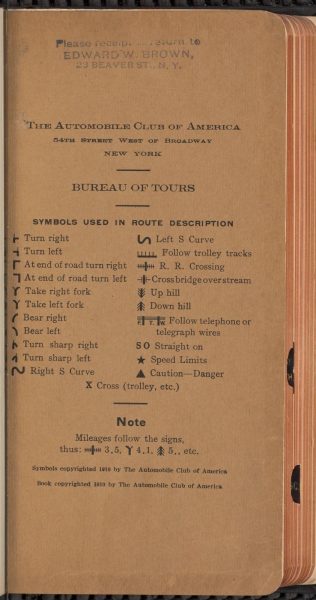 Please receipt return to
EDWARD W. BROWN,
23 BEAVER ST., N. Y.
THE AUTOMOBILE CLUB OF AMERICA
54TH STREET WEST OF BROADWAY
NEW YORK
BUREAU OF TOURS
SYMBOLS USED IN ROUTE DESCRIPTION
Turn right
Turn left
At end of road turn right
At end of road turn left
Take right fork
Take left fork
Bear right
Bear left
Turn sharp right
Turn sharp left
Right S Curve
Left S Curve
Follow trolley tracks
R. R. Crossing
Cross bridge over stream
Up hill
Down hill
T. W. Follow telephone or
telegraph wires
SO Straight on
★ Speed Limits
▲ Caution—Danger
X Cross (trolley, etc.)
Note
Mileages follow the signs,
thus: 3.5, 4.1, 5., etc.
Symbols copyrighted 1910 by The Automobile Club of America
Book copyrighted 1910 by The Automobile Club of America